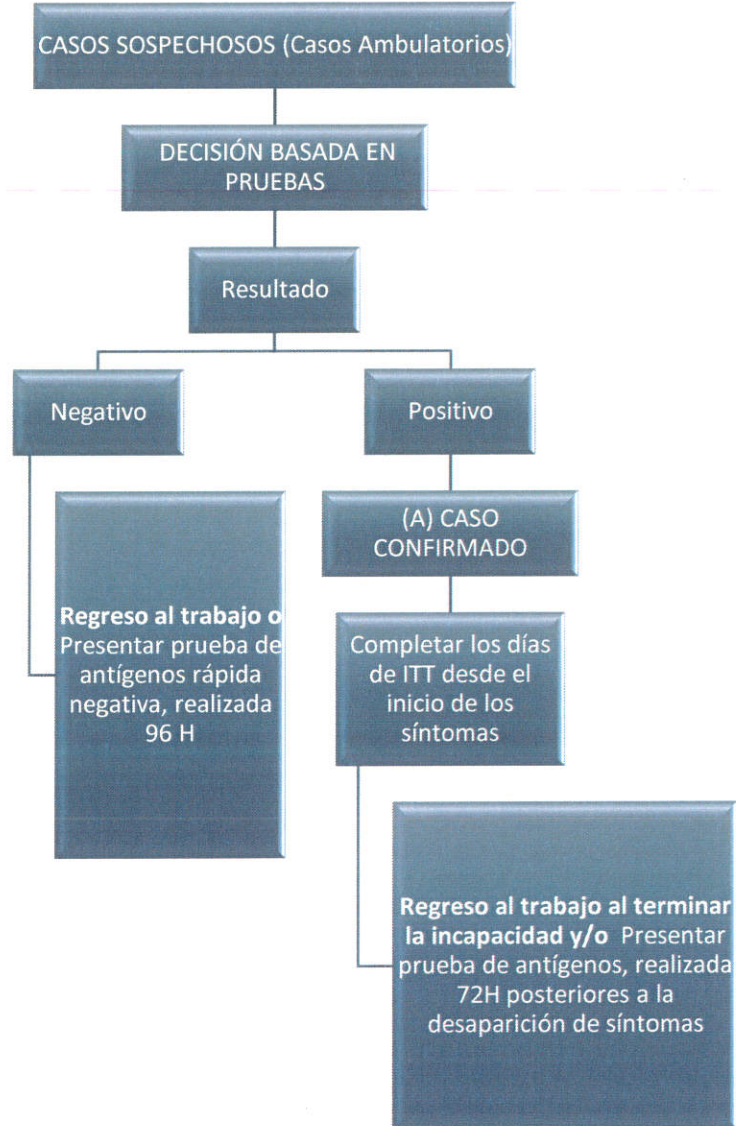 CASOS SOSPECHOSOS (Casos Ambulatorios)
DECISIÓN BASADA EN
PRUEBAS
Resultado
Negativo
Positivo
Regreso al trabajo o
Presentar prueba de
antígenos rápida
negativa, realizada
96 H
(A) CASO
CONFIRMADO
Completar los días
de ITT desde el
inicio de los
síntomas
Regreso al trabajo al terminar
la incapacidad y/o Presentar
prueba de antígenos, realizada
72H posteriores a la
desaparición de síntomas